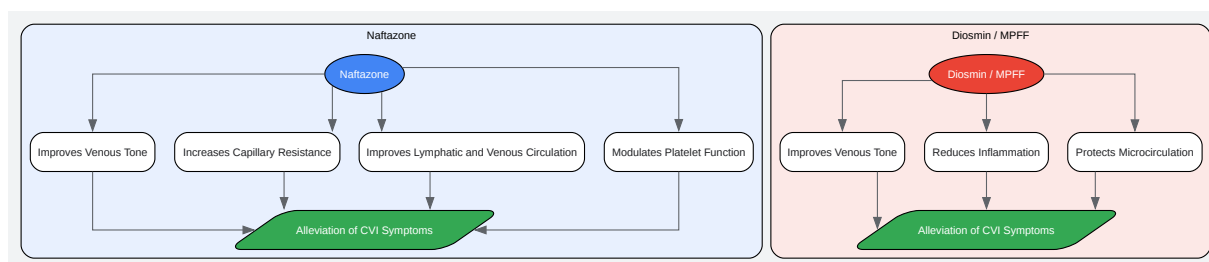 Naftazone
Naftazone
Improves Venous Tone
Increases Capillary Resistance
Improves Lymphatic and Venous Circulation
Modulates Platelet Function
Alleviation of CVI Symptoms
Diosmin / MPFF
Diosmin / MPFF
Improves Venous Tone
Reduces Inflammation
Protects Microcirculation
Alleviation of CVI Symptoms